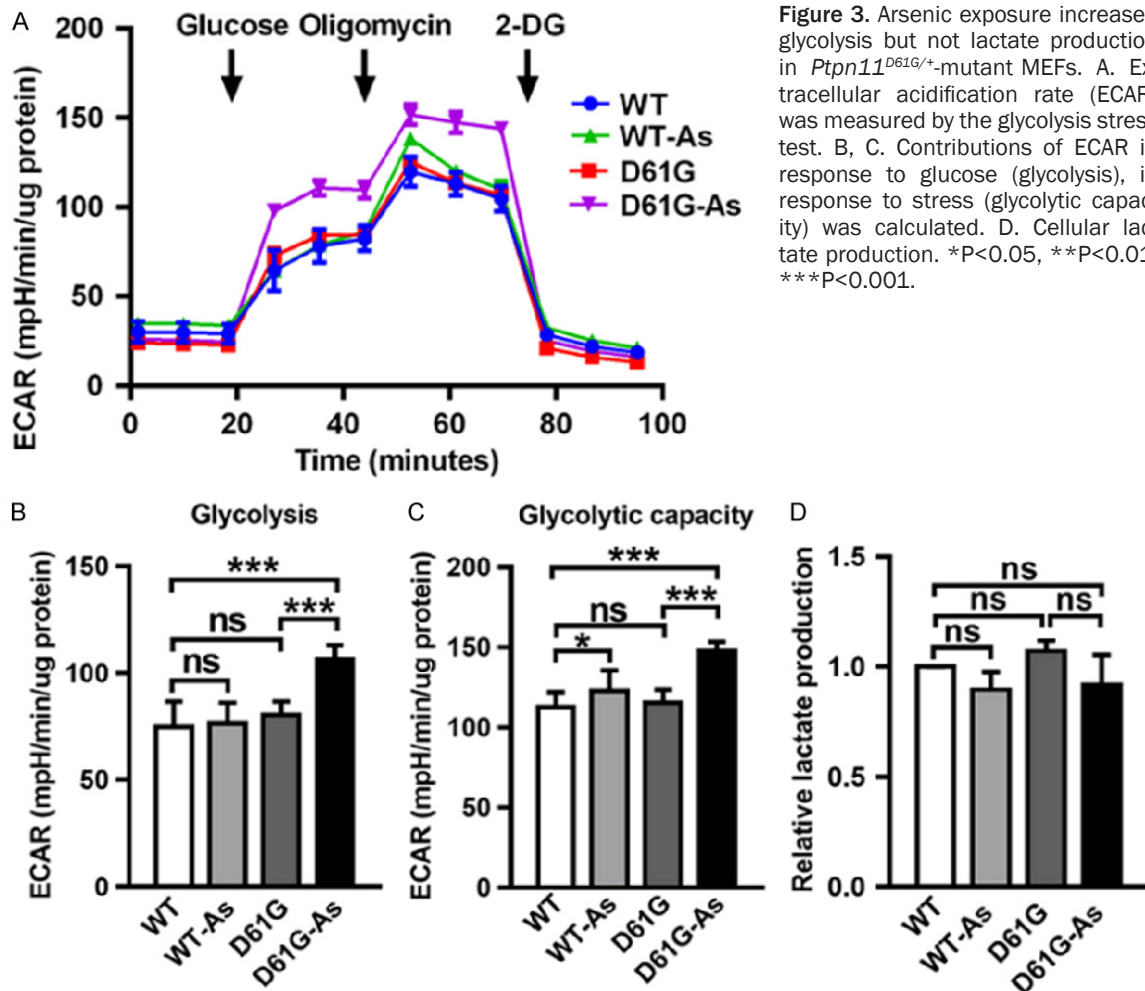 A
200
150
100
50
0
ECAR (mpH/min/ug protein)
Glucose Oligomycin 2-DG
WT
WT-As
D61G
D61G-As
0 20 40 60 80 100
Time (minutes)
Figure 3. Arsenic exposure increase
glycolysis but not lactate production
in Ptpn11D61G/+-mutant MEFs. A. Ex
tracellular acidification rate (ECAR
was measured by the glycolysis stres
test. B, C. Contributions of ECAR i
response to glucose (glycolysis), i
response to stress (glycolytic capac
ity) was calculated. D. Cellular lac
tate production. *P<0.05, **P<0.01
***P<0.001.
B
Glycolysis
150
100
50
0
ECAR (mpH/min/ug protein)
***
***
ns
ns
WT
WT-As
D61G
D61G-As
C
Glycolytic capacity
200
150
100
50
0
ECAR (mpH/min/ug protein)
***
***
ns
*
WT
WT-As
D61G
D61G-As
D
1.5
1.0
0.5
0.0
Relative lactate production
ns
ns
ns
ns
WT
WT-As
D61G
D61G-As